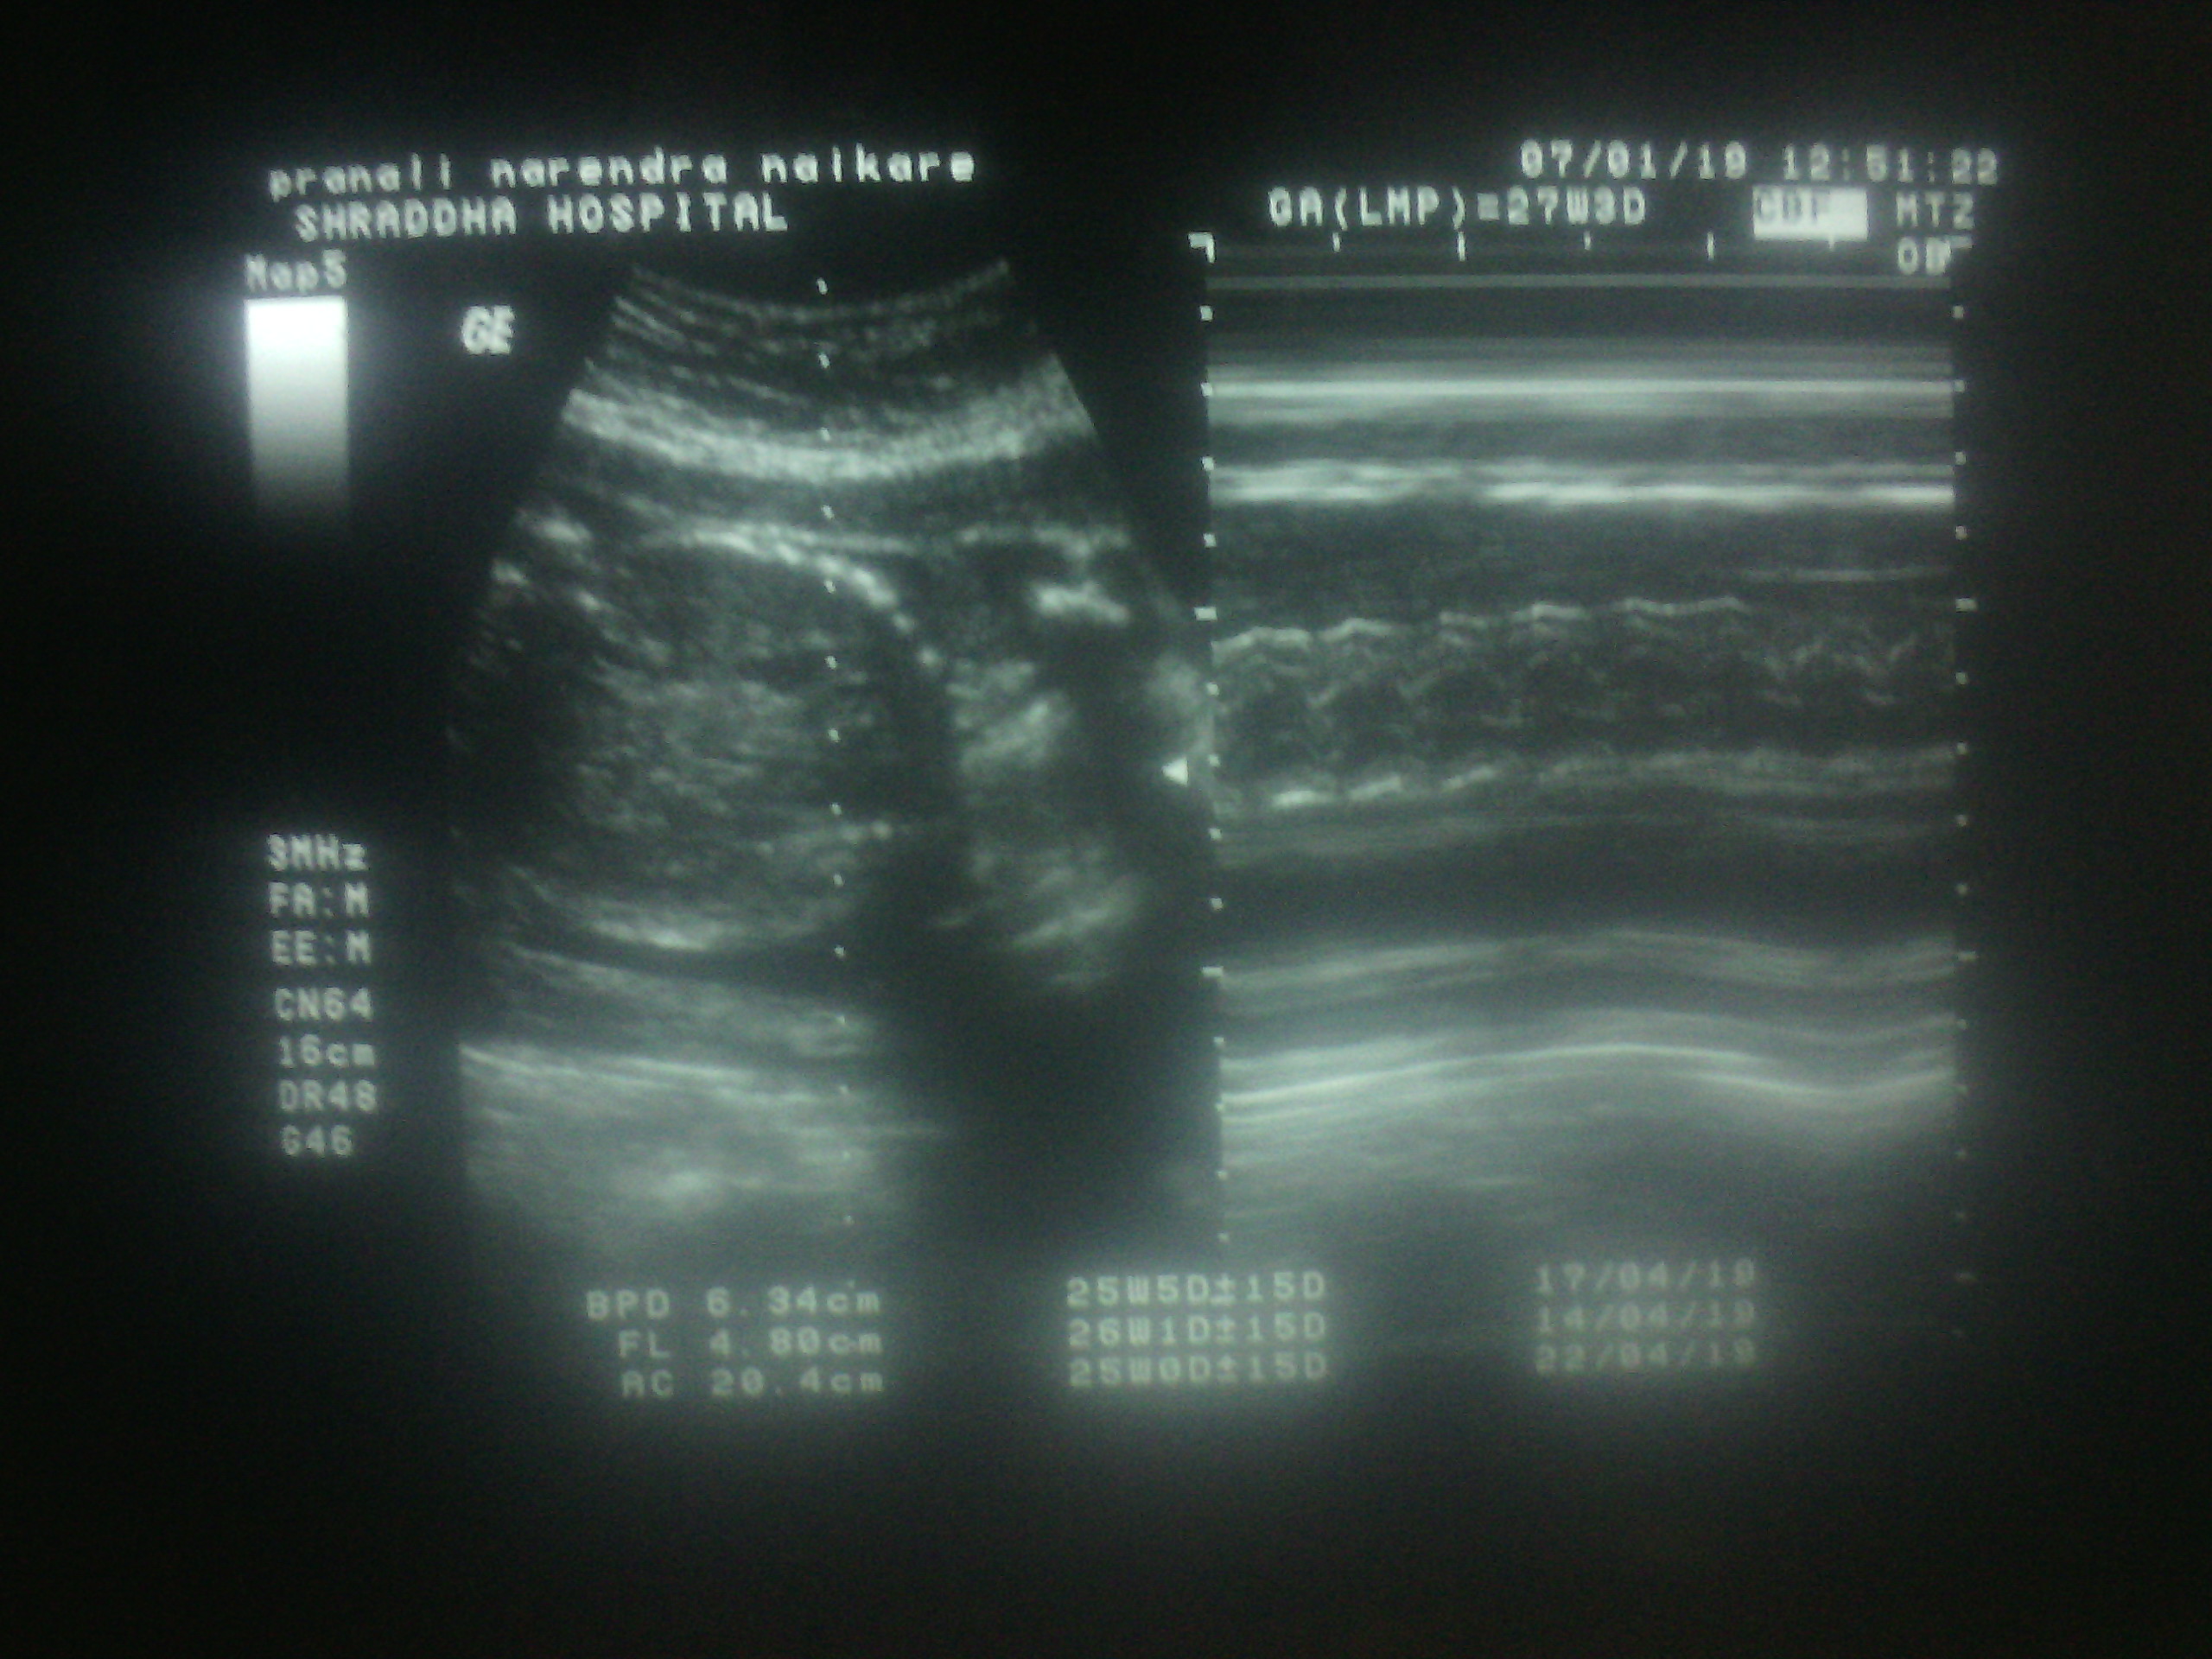 pranali narendra naikare
07/01/19 12:51:22
SHRADDHA HOSPITAL
GA(LMP)=27W3D
MTZ
Map5
GE
3MHz
FA:M
EE:M
CN64
16cm
DR48
G46
BPD 6.34cm 25W5D±15D 17/04/19
FL 4.80cm 26W1D±15D 14/04/19
AC 20.4cm 25W0D±15D 22/04/19